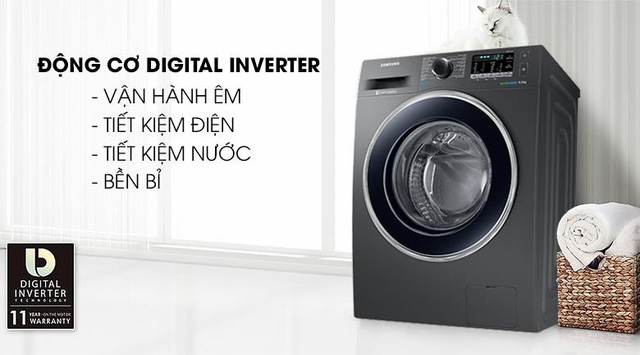 ĐỘNG CƠ DIGITAL INVERTER
- VẬN HÀNH ÊM
- TIẾT KIỆM ĐIỆN
- TIẾT KIỆM NƯỚC
- BỀN BỈ
SAMSUNG
DIGITAL
INVERTER
TECHNOLOGY
11 YEAR - ON THE MOTOR
WARRANTY